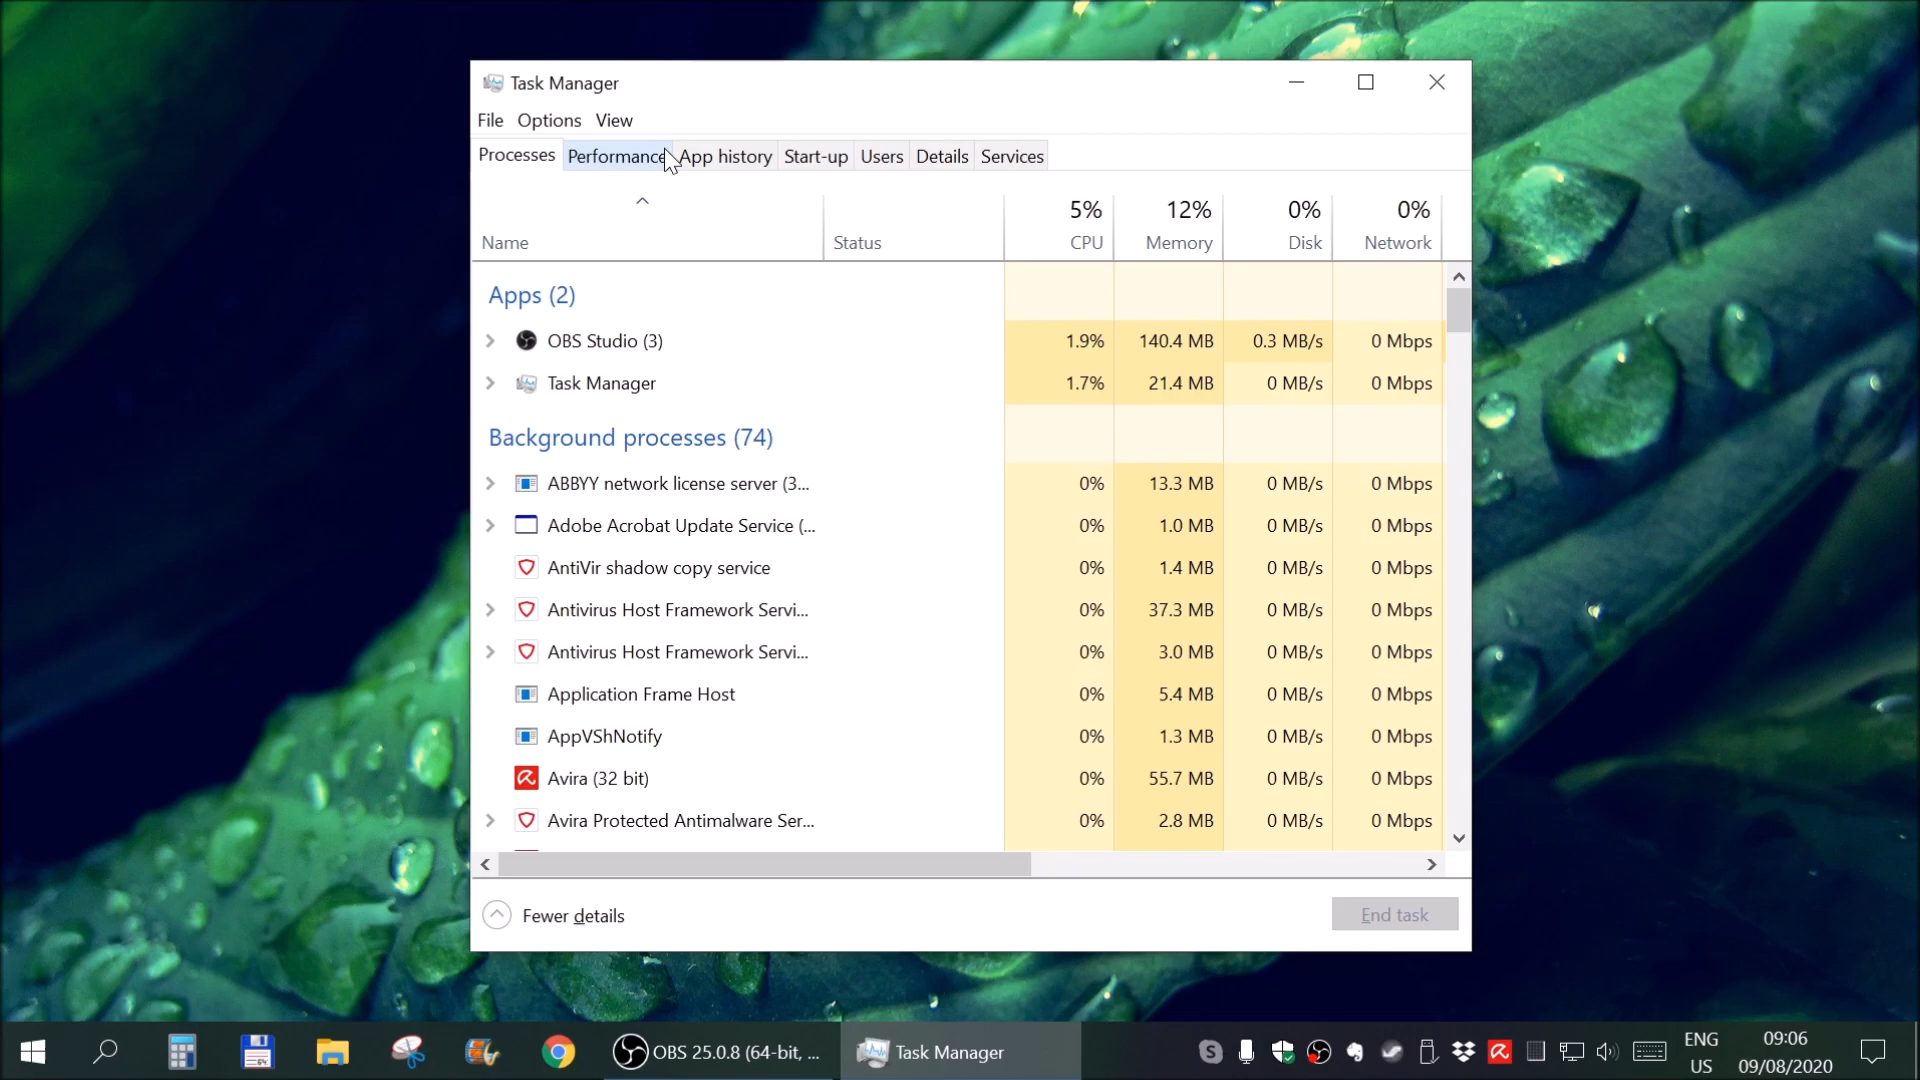 Task Manager
File Options View
Processes Performance App history Start-up Users Details Services
5% 12% 0% 0%
Name Status CPU Memory Disk Network
Apps (2)
OBS Studio (3) 1.9% 140.4 MB 0.3 MB/s 0 Mbps
Task Manager 1.7% 21.4 MB 0 MB/s 0 Mbps
Background processes (74)
ABBYY network license server (3... 0% 13.3 MB 0 MB/s 0 Mbps
Adobe Acrobat Update Service (... 0% 1.0 MB 0 MB/s 0 Mbps
AntiVir shadow copy service 0% 1.4 MB 0 MB/s 0 Mbps
Antivirus Host Framework Servi... 0% 37.3 MB 0 MB/s 0 Mbps
Antivirus Host Framework Servi... 0% 3.0 MB 0 MB/s 0 Mbps
Application Frame Host 0% 5.4 MB 0 MB/s 0 Mbps
AppVShNotify 0% 1.3 MB 0 MB/s 0 Mbps
Avira (32 bit) 0% 55.7 MB 0 MB/s 0 Mbps
Avira Protected Antimalware Ser... 0% 2.8 MB 0 MB/s 0 Mbps
Fewer details End task
OBS 25.0.8 (64-bit, ... Task Manager
ENG 09:06
US 09/08/2020